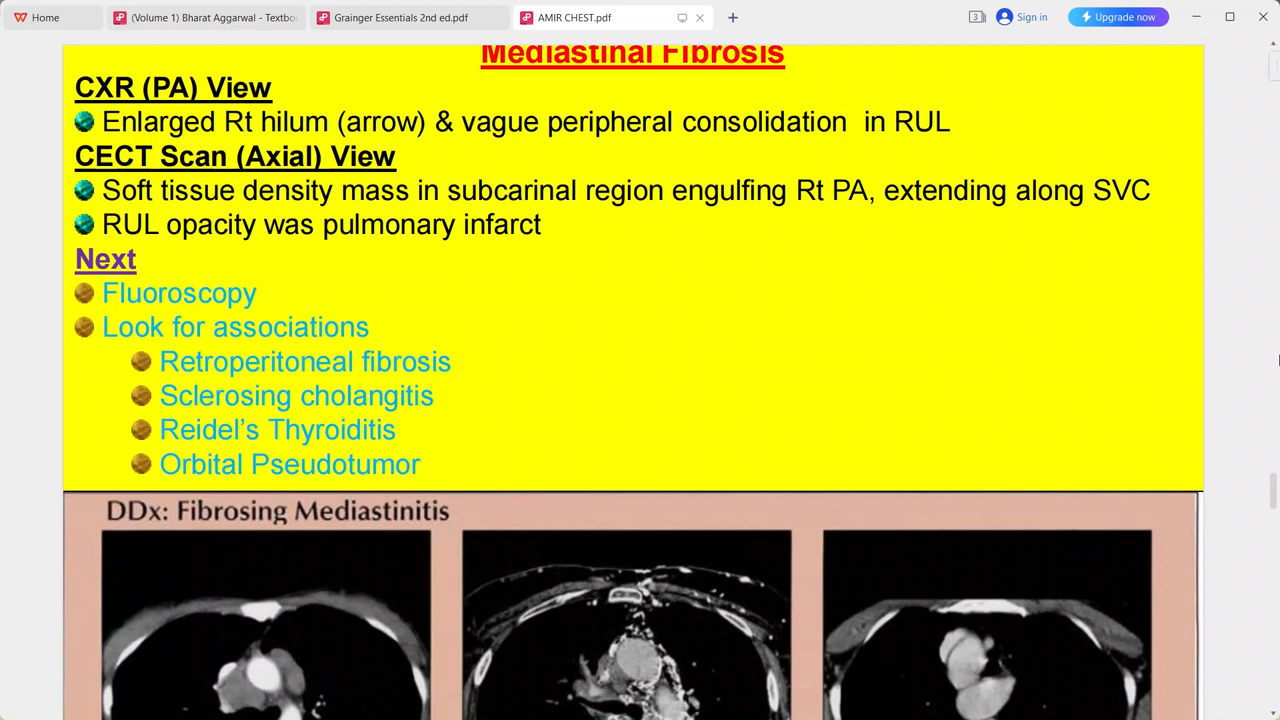 Home
(Volume 1) Bharat Aggarwal - Textbo
Grainger Essentials 2nd ed.pdf
AMIR CHEST.pdf
3
Sign in
Upgrade now
Mediastinal Fibrosis
CXR (PA) View
Enlarged Rt hilum (arrow) & vague peripheral consolidation in RUL
CECT Scan (Axial) View
Soft tissue density mass in subcarinal region engulfing Rt PA, extending along SVC
RUL opacity was pulmonary infarct
Next
Fluoroscopy
Look for associations
Retroperitoneal fibrosis
Sclerosing cholangitis
Reidel’s Thyroiditis
Orbital Pseudotumor
DDx: Fibrosing Mediastinitis